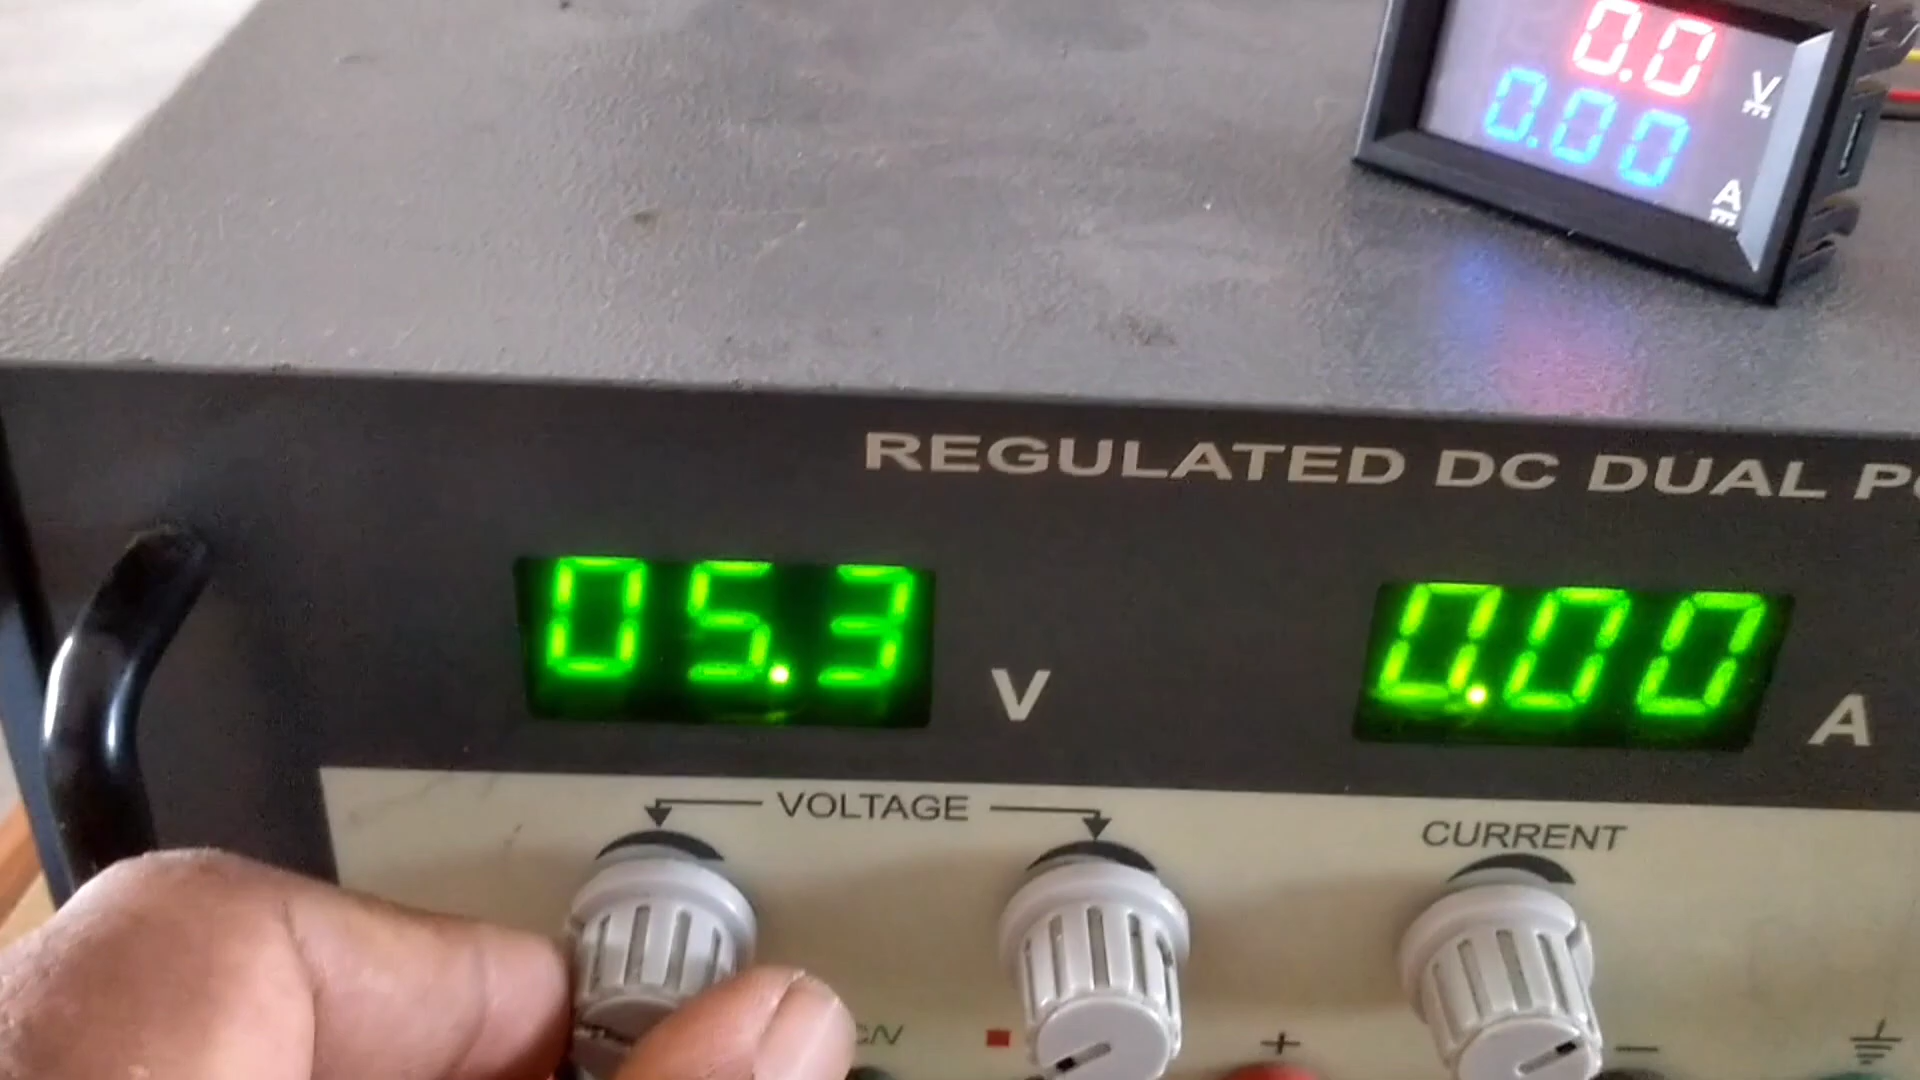 0.0 V
0.00 A
REGULATED DC DUAL
05.3 V 0.00 A
VOLTAGE CURRENT
+ −